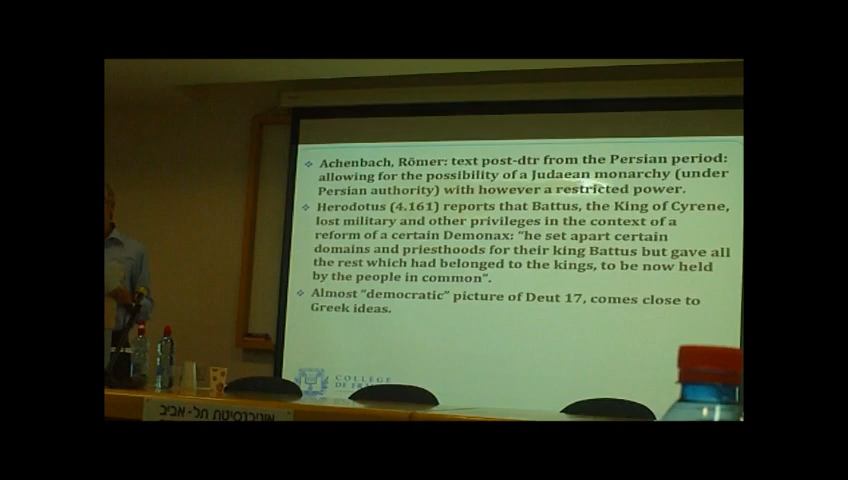 Achenbach, Römer: text post-dtr from the Persian period:
allowing for the possibility of a Judaean monarchy (under
Persian authority) with however a restricted power.
Herodotus (4.161) reports that Battus, the King of Cyrene,
lost military and other privileges in the context of a
reform of a certain Demonax: "he set apart certain
domains and priesthoods for their king Battus but gave all
the rest which had belonged to the kings, to be now held
by the people in common".
Almost "democratic" picture of Deut 17, comes close to
Greek ideas.
COLLÈGE
DE
אוניברסיטת תל-אביב